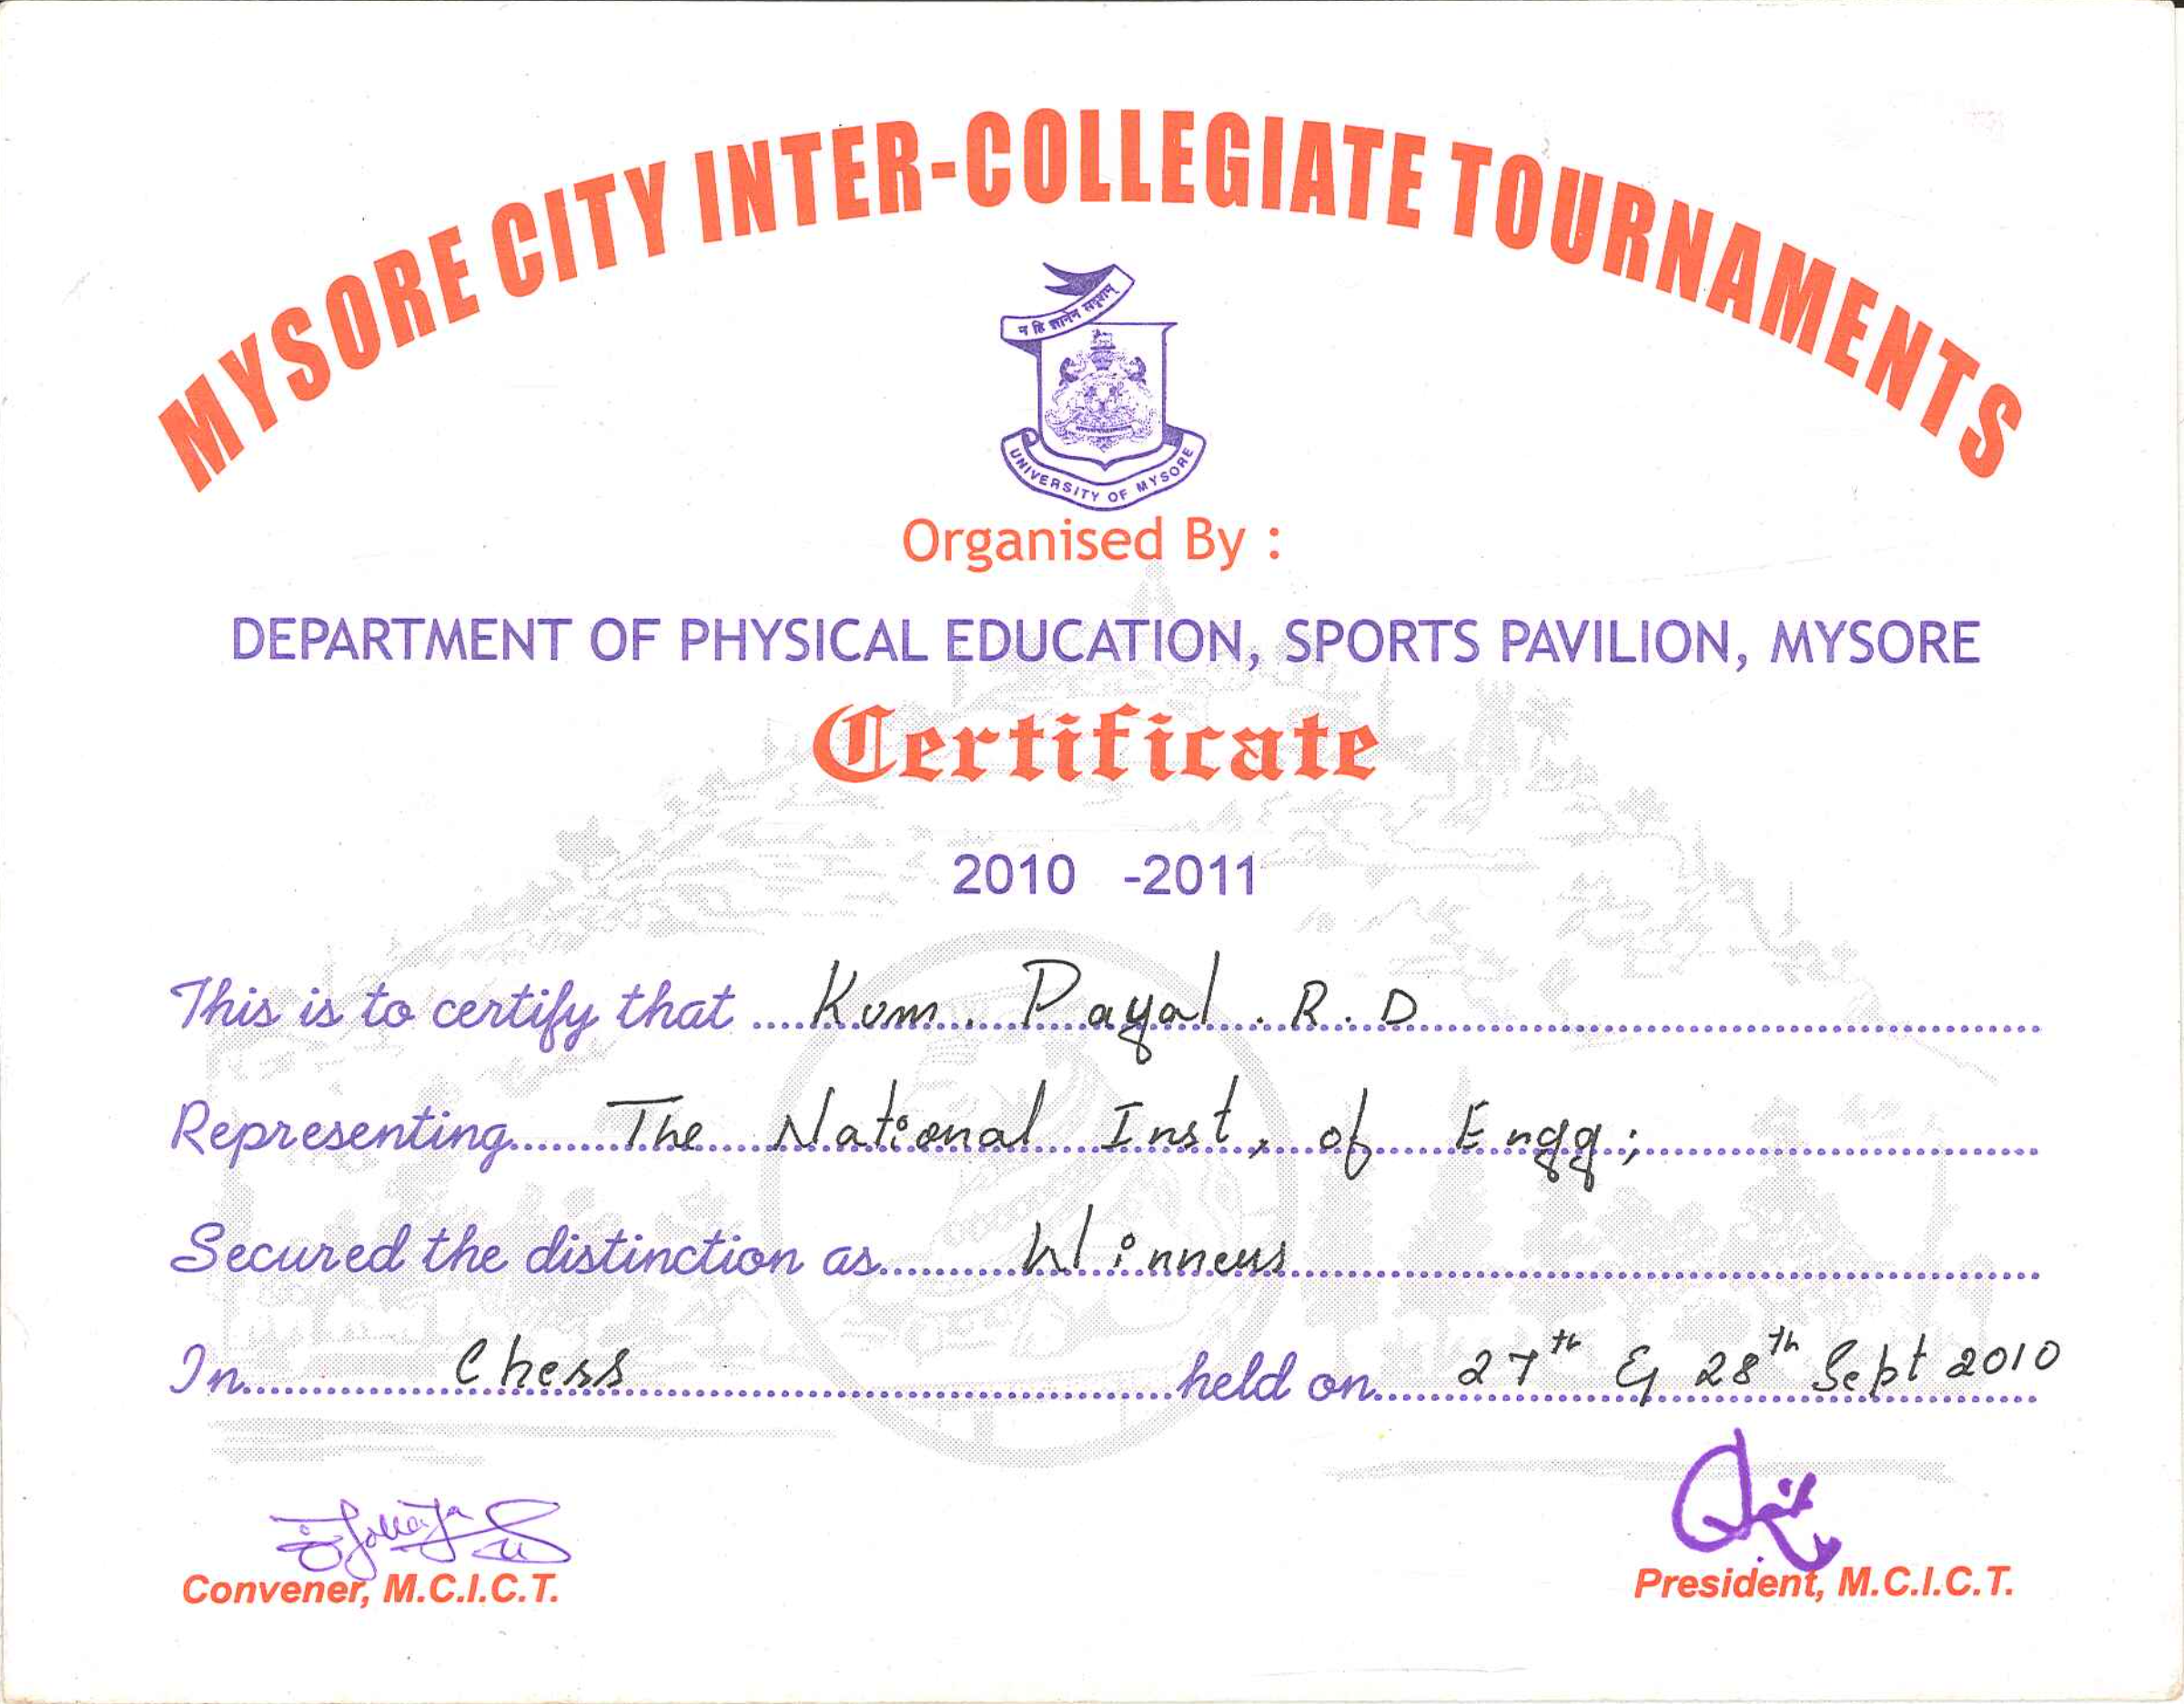 MYSORE CITY INTER-COLLEGIATE TOURNAMENTS
न हि ज्ञानेन सदृशम्
UNIVERSITY OF MYSORE
Organised By :
DEPARTMENT OF PHYSICAL EDUCATION, SPORTS PAVILION, MYSORE
Certificate
2010 -2011
This is to certify that Kum. Payal. R. D
Representing The National Inst, of Engg;
Secured the distinction as Winners
In Chess held on 27th & 28th Sept 2010
Convener, M.C.I.C.T. President, M.C.I.C.T.